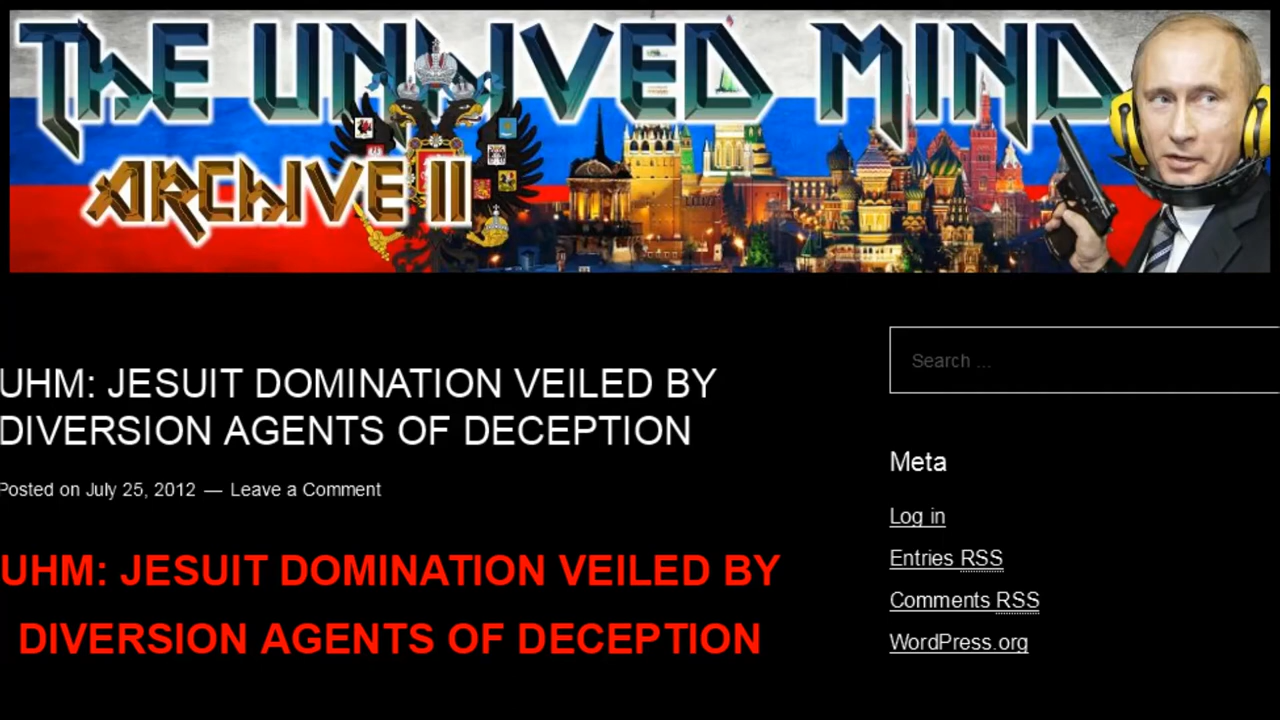 ThE UNhIVED MIND
ARChIVE II
UHM: JESUIT DOMINATION VEILED BY
DIVERSION AGENTS OF DECEPTION
Posted on July 25, 2012 — Leave a Comment
UHM: JESUIT DOMINATION VEILED BY
DIVERSION AGENTS OF DECEPTION
Search ...
Meta
Log in
Entries RSS
Comments RSS
WordPress.org